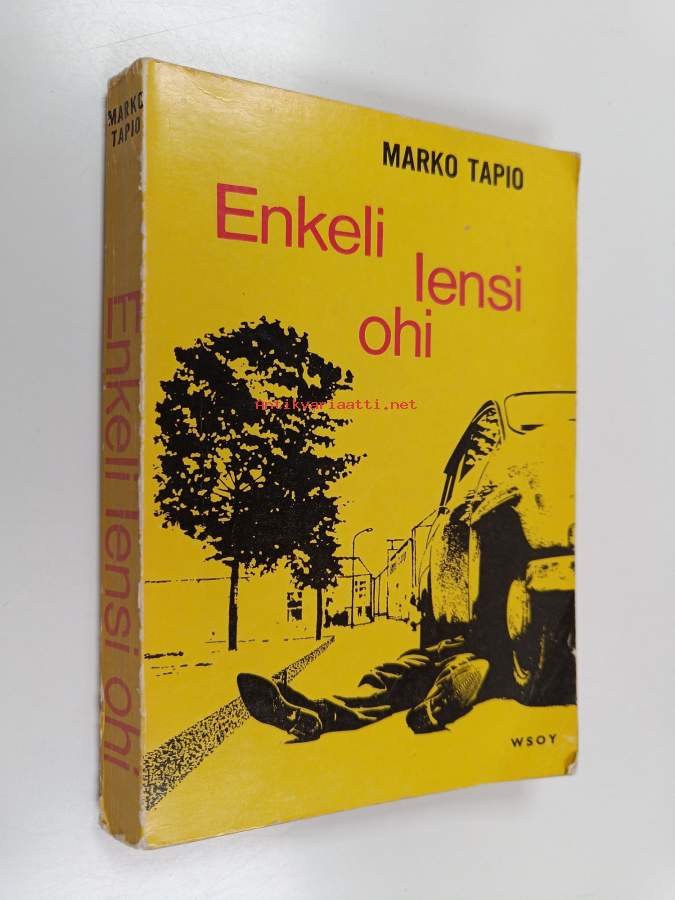 MARKO
TAPIO
Enkeli lensi ohi
MARKO TAPIO
Enkeli
lensi
ohi
Antikvariaatti.net
WSOY